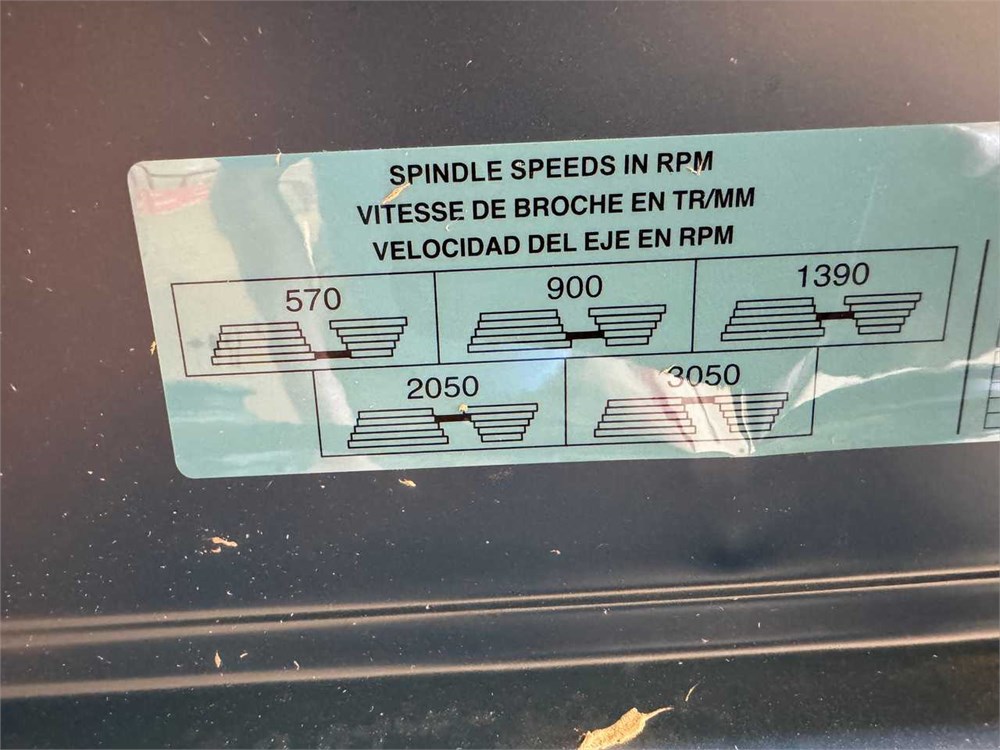 SPINDLE SPEEDS IN RPM
VITESSE DE BROCHE EN TR/MM
VELOCIDAD DEL EJE EN RPM
570 900 1390
2050 3050